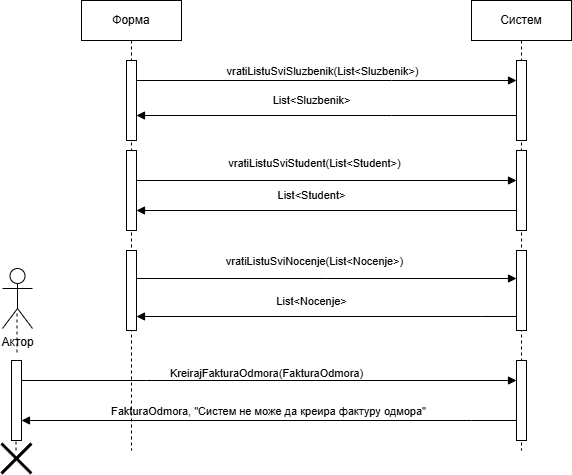 Форма
Систем
vratiListuSviSluzbenik(List<Sluzbenik>)
List<Sluzbenik>
vratiListuSviStudent(List<Student>)
List<Student>
vratiListuSviNocenje(List<Nocenje>)
List<Nocenje>
Актор
KreirajFakturaOdmora(FakturaOdmora)
FakturaOdmora, "Систем не може да креира фактуру одмора"